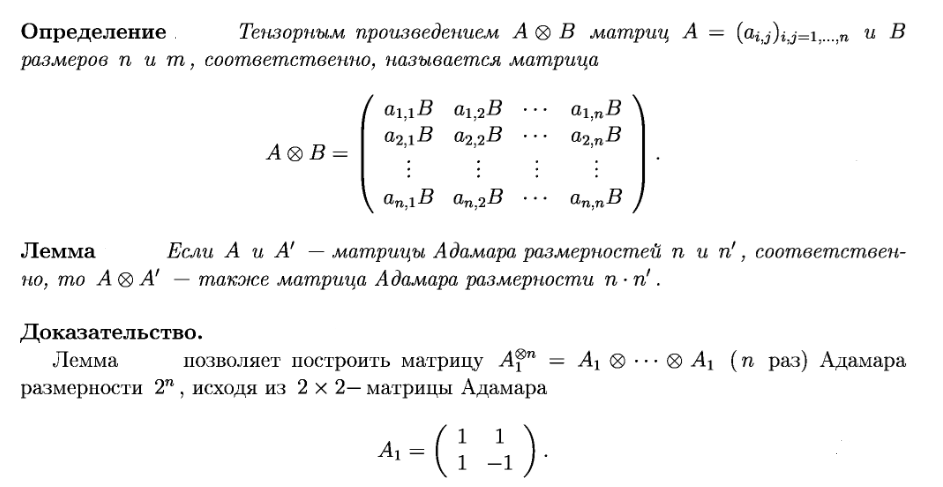 Определение Тензорным произведением A ⊗ B матриц A = (a_{i,j})_{i,j=1,...,n} и B
размеров n и m , соответственно, называется матрица
A ⊗ B = ( a_{1,1}B a_{1,2}B ⋯ a_{1,n}B
a_{2,1}B a_{2,2}B ⋯ a_{2,n}B
⋮ ⋮ ⋮ ⋮
a_{n,1}B a_{n,2}B ⋯ a_{n,n}B ) .
Лемма Если A и A′ — матрицы Адамара размерностей n и n′ , соответствен-
но, то A ⊗ A′ — также матрица Адамара размерности n · n′ .
Доказательство.
Лемма позволяет построить матрицу A_1^{⊗n} = A_1 ⊗ ⋯ ⊗ A_1 ( n раз) Адамара
размерности 2^n , исходя из 2 × 2− матрицы Адамара
A_1 = ( 1 1
1 −1 ) .